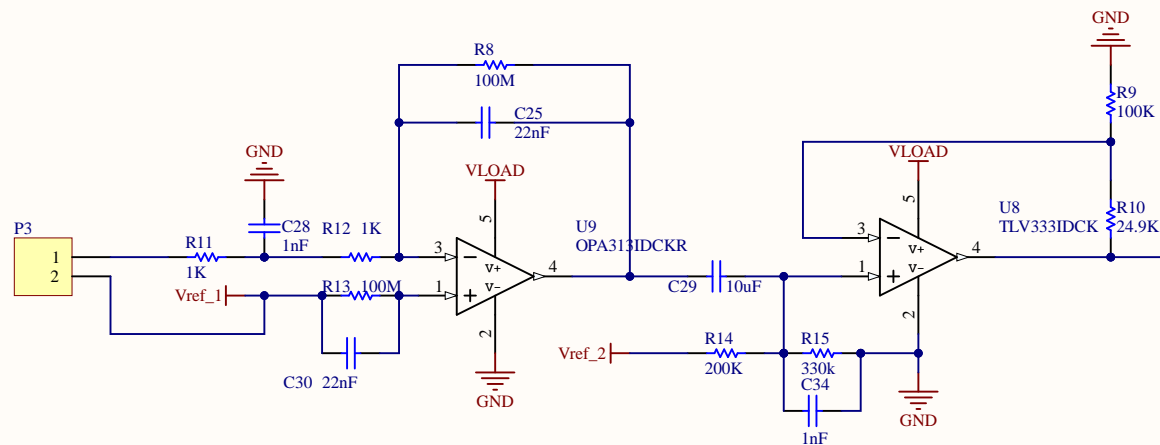 GND
R8
100M
R9
100K
C25
22nF
GND
VLOAD
VLOAD
P3
C28
1nF
R12 1K
5
U9
OPA313IDCKR
5
U8
TLV333IDCK
R10
24.9K
1
R11
1K
3
V+
4
3
V+
4
2
Vref_1
R13 100M
1
V-
C29
10uF
1
V-
2
2
C30 22nF
GND
Vref_2
R14
200K
R15
330k
C34
1nF
GND